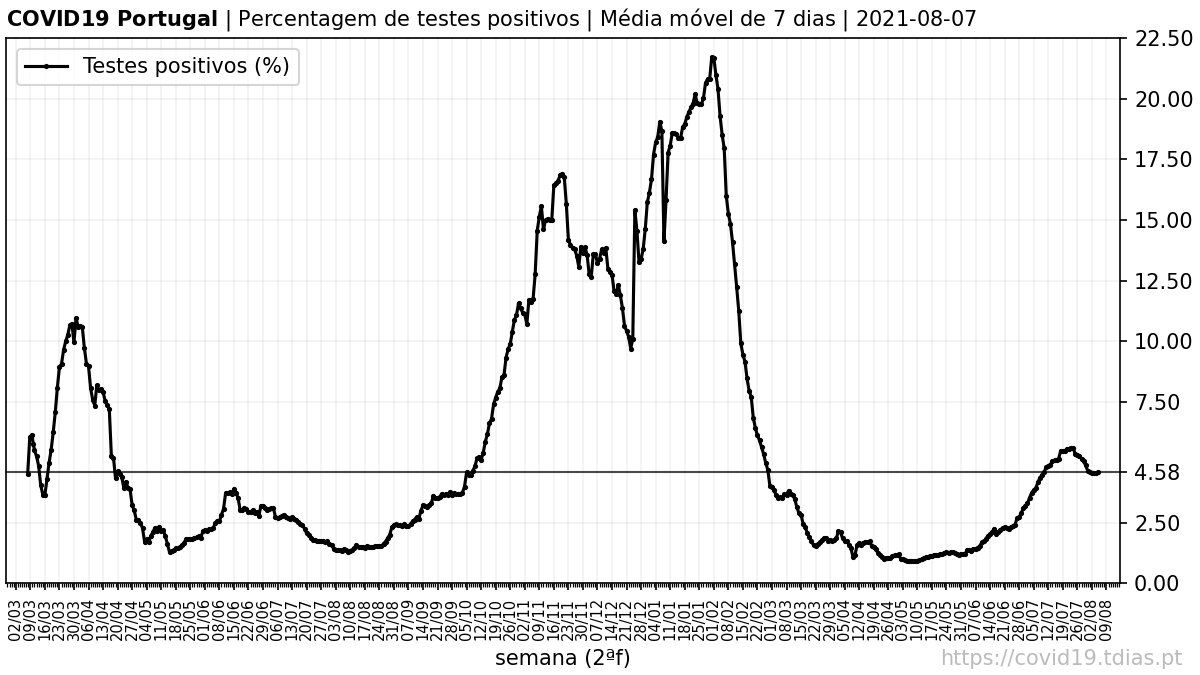 COVID19 Portugal | Percentagem de testes positivos | Média móvel de 7 dias | 2021-08-07
Testes positivos (%)
22.50
20.00
17.50
15.00
12.50
10.00
7.50
4.58
2.50
0.00
02/03 09/03 16/03 23/03 30/03 06/04 13/04 20/04 27/04 04/05 11/05 18/05 25/05 01/06 08/06 15/06 22/06 29/06 06/07 13/07 20/07 27/07 03/08 10/08 17/08 24/08 31/08 07/09 14/09 21/09 28/09 05/10 12/10 19/10 26/10 02/11 09/11 16/11 23/11 30/11 07/12 14/12 21/12 28/12 04/01 11/01 18/01 25/01 01/02 08/02 15/02 22/02 01/03 08/03 15/03 22/03 29/03 05/04 12/04 19/04 26/04 03/05 10/05 17/05 24/05 31/05 07/06 14/06 21/06 28/06 05/07 12/07 19/07 26/07 02/08 09/08
semana (2ªf)
https://covid19.tdias.pt